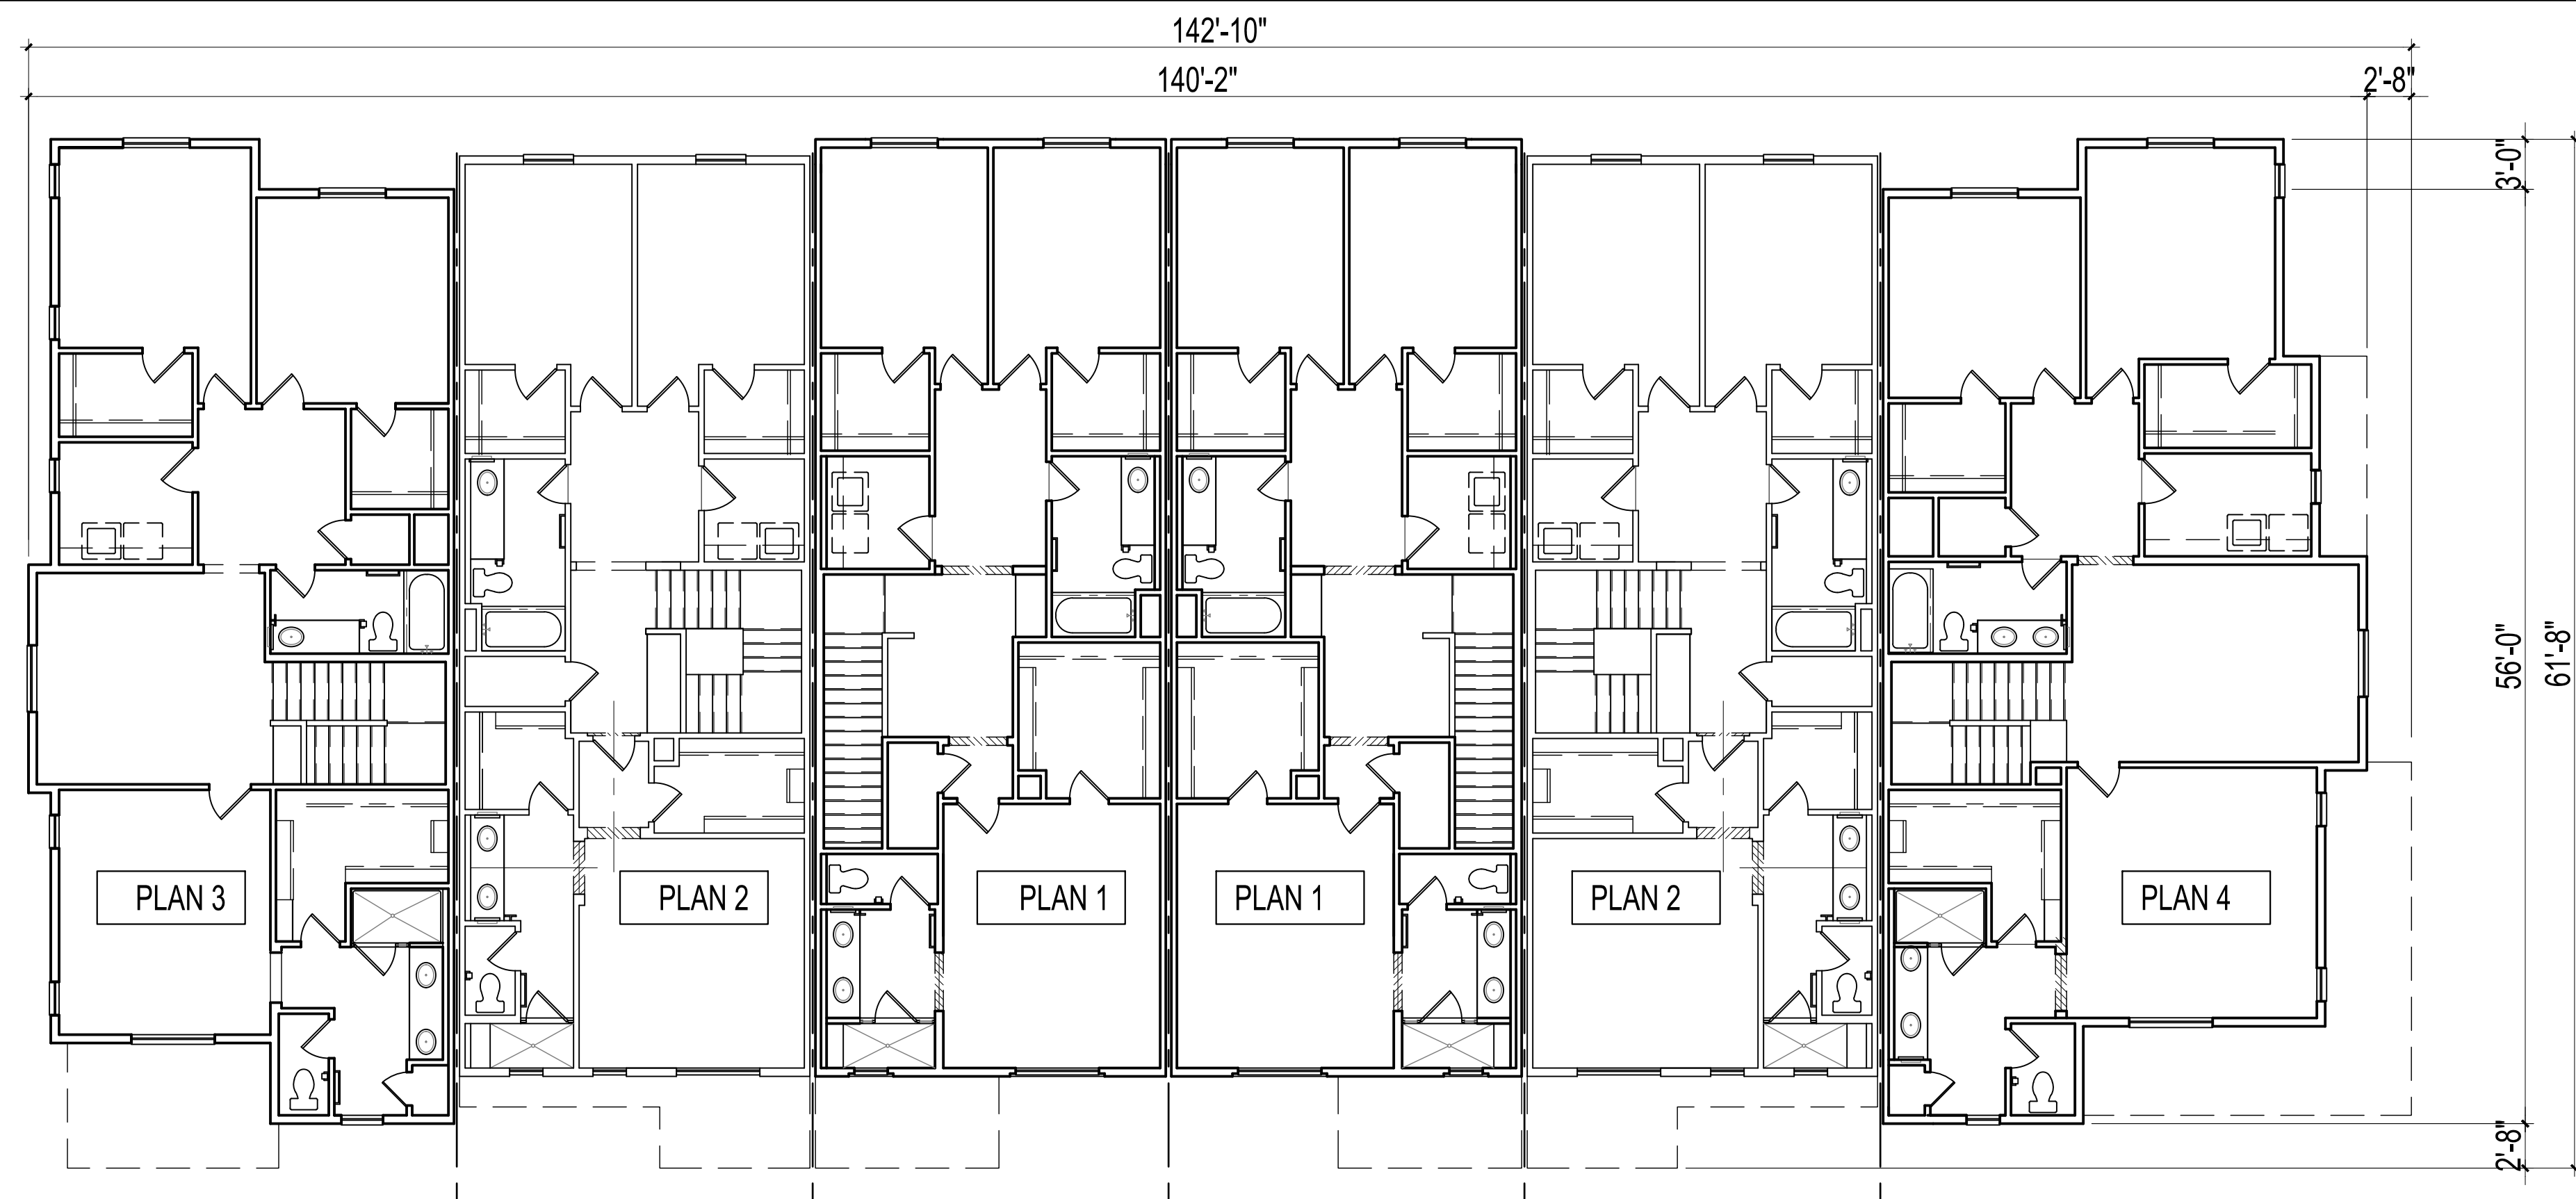 142'-10"
140'-2"
2'-8"
3'-0"
56'-0"
61'-8"
PLAN 3
PLAN 2
PLAN 1
PLAN 1
PLAN 2
PLAN 4
2'-8"